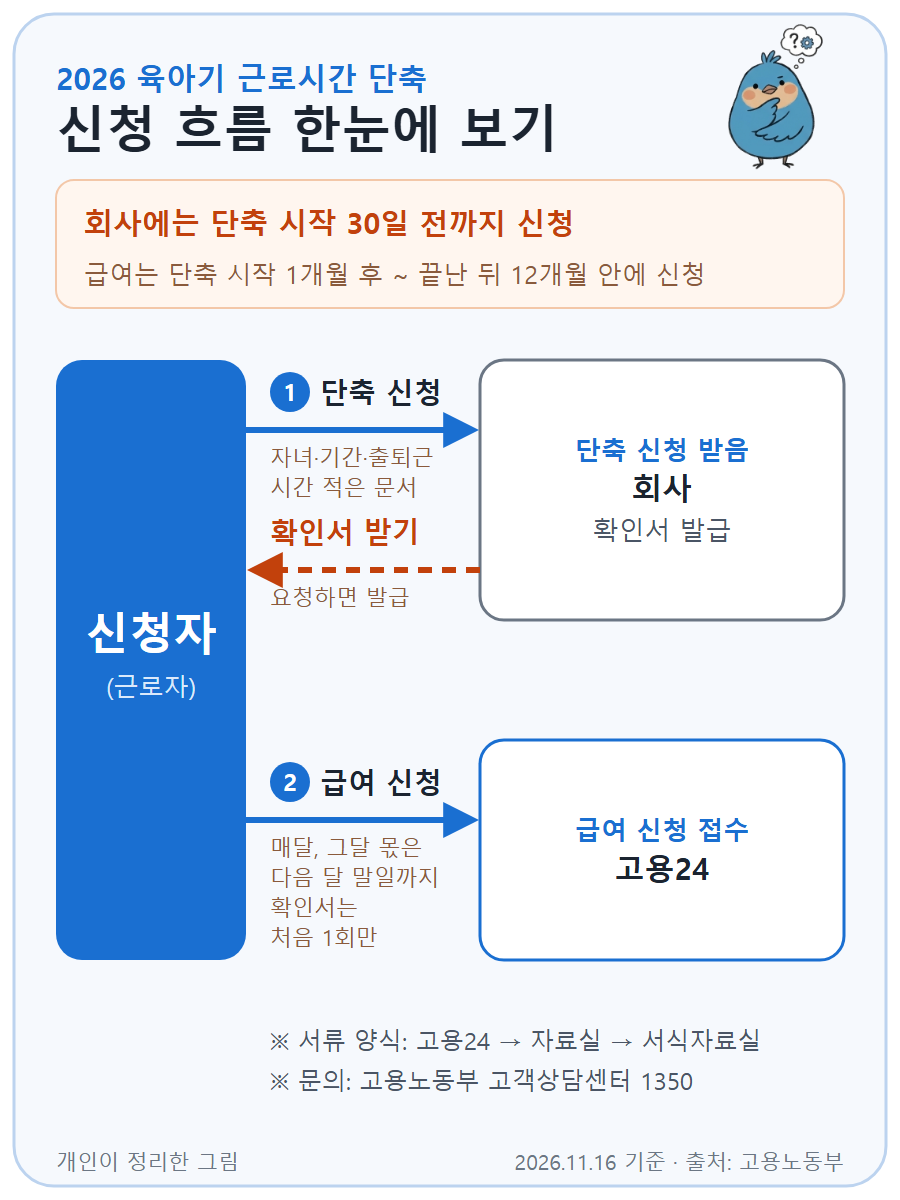 2026 육아기 근로시간 단축
신청 흐름 한눈에 보기
?
회사에는 단축 시작 30일 전까지 신청
급여는 단축 시작 1개월 후 ~ 끝난 뒤 12개월 안에 신청
신청자
(근로자)
1 단축 신청
자녀·기간·출퇴근
시간 적은 문서
확인서 받기
요청하면 발급
단축 신청 받음
회사
확인서 발급
2 급여 신청
매달, 그달 몫은
다음 달 말일까지
확인서는
처음 1회만
급여 신청 접수
고용24
※ 서류 양식: 고용24 → 자료실 → 서식자료실
※ 문의: 고용노동부 고객상담센터 1350
개인이 정리한 그림
2026.11.16 기준 · 출처: 고용노동부